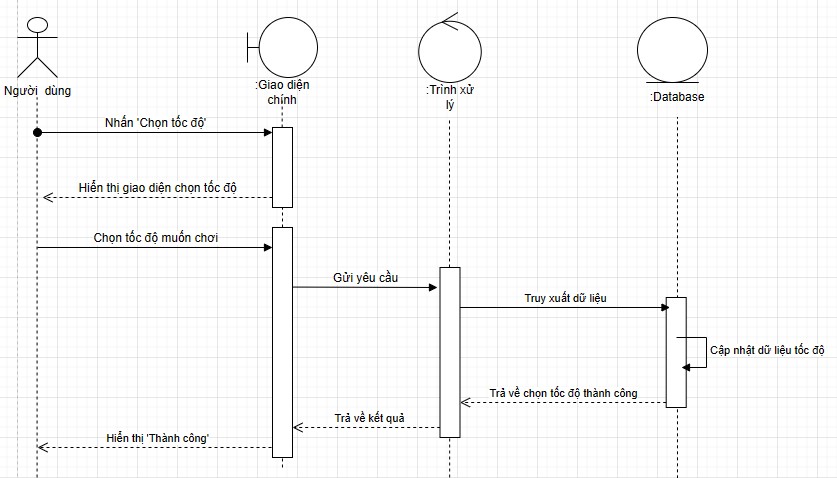 Người dùng
:Giao diện
chính
:Trình xử
lý
:Database
Nhấn 'Chọn tốc độ'
Hiển thị giao diện chọn tốc độ
Chọn tốc độ muốn chơi
Gửi yêu cầu
Truy xuất dữ liệu
Cập nhật dữ liệu tốc độ
Trả về chọn tốc độ thành công
Trả về kết quả
Hiển thị 'Thành công'